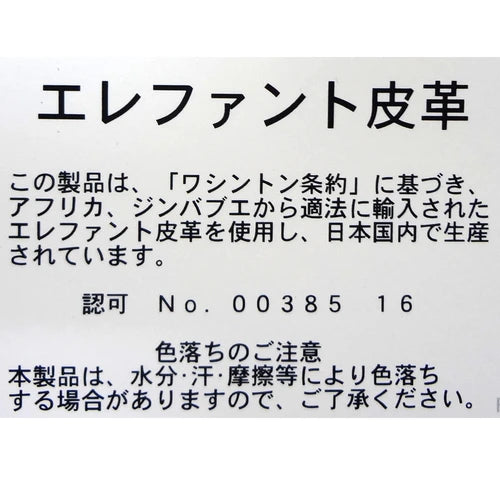 エレファント皮革
この製品は、「ワシントン条約」に基づき、
アフリカ、ジンバブエから適法に輸入された
エレファント皮革を使用し、日本国内で生産
されています。
認可 No. 00385 16
色落ちのご注意
本製品は、水分・汗・摩擦等により色落ち
する場合がありますので、ご了承ください。